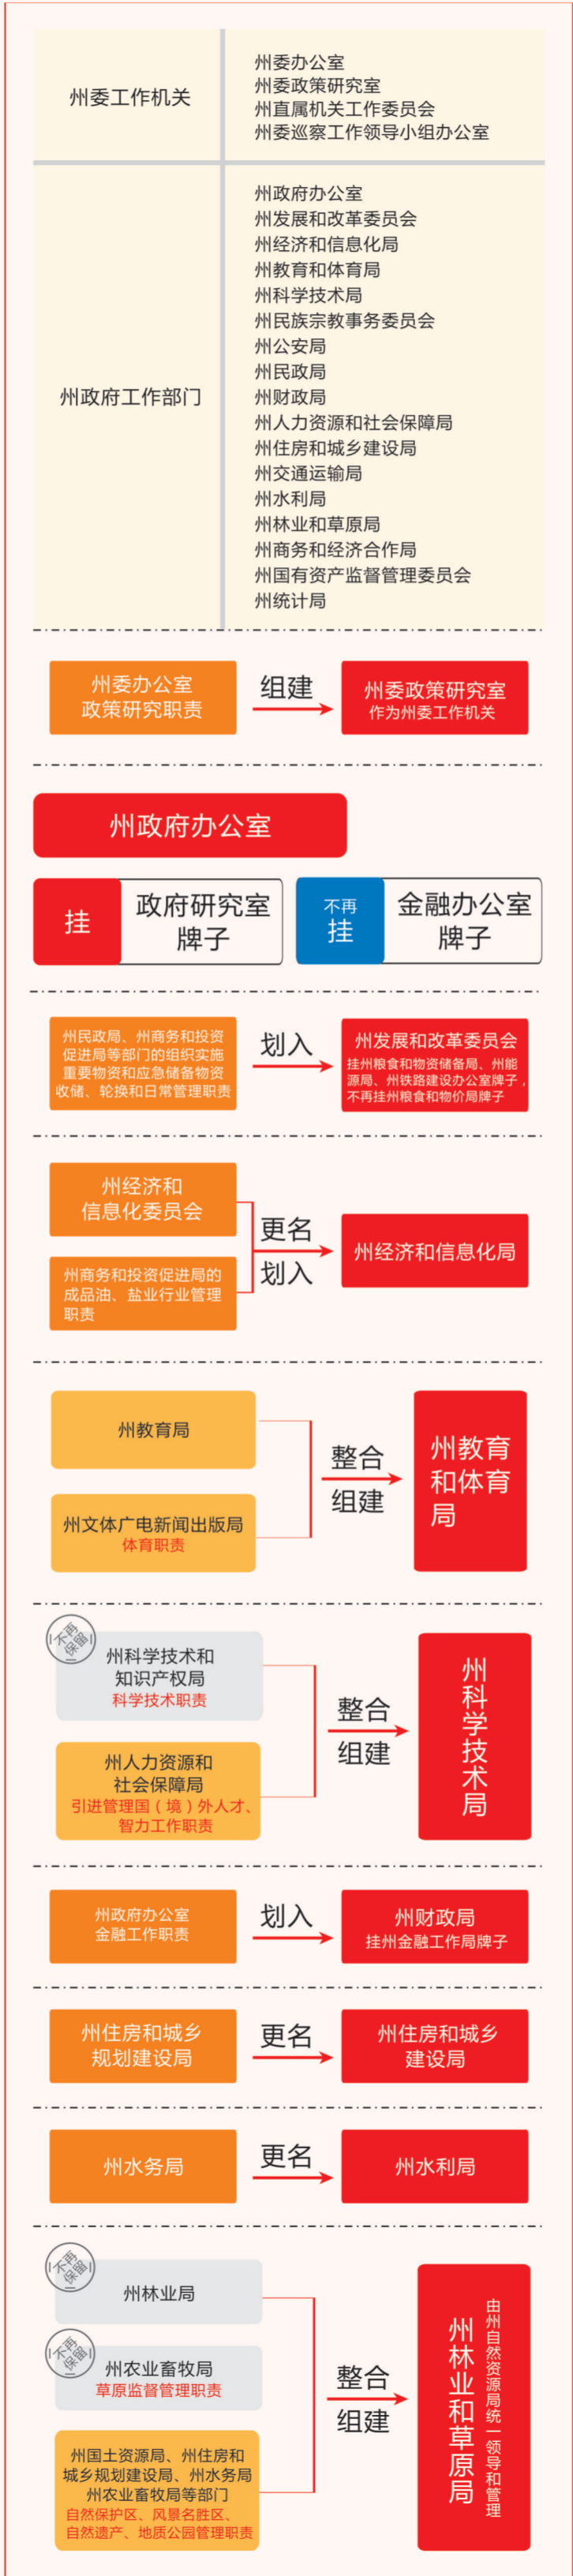 州委工作机关
州委办公室
州委政策研究室
州直属机关工作委员会
州委巡察工作领导小组办公室
州政府工作部门
州政府办公室
州发展和改革委员会
州经济和信息化局
州教育和体育局
州科学技术局
州民族宗教事务委员会
州公安局
州民政局
州财政局
州人力资源和社会保障局
州住房和城乡建设局
州交通运输局
州水利局
州林业和草原局
州商务和经济合作局
州国有资产监督管理委员会
州统计局
州委办公室
政策研究职责
组建
州委政策研究室
作为州委工作机关
州政府办公室
挂
政府研究室
牌子
不再
挂
金融办公室
牌子
州民政局、州商务和投资
促进局等部门的组织实施
重要物资和应急储备物资
收储、轮换和日常管理职责
划入
州发展和改革委员会
挂州粮食和物资储备局、州能
源局、州铁路建设办公室牌子，
不再挂州粮食和物价局牌子
州经济和
信息化委员会
州商务和投资促进局的
成品油、盐业行业管理
职责
更名
划入
州经济和信息化局
州教育局
州文体广电新闻出版局
体育职责
整合
组建
州教育
和体育
局
不再
保留
州科学技术和
知识产权局
科学技术职责
州人力资源和
社会保障局
引进管理国（境）外人才、
智力工作职责
整合
组建
州科学技术局
州政府办公室
金融工作职责
划入
州财政局
挂州金融工作局牌子
州住房和城乡
规划建设局
更名
州住房和城乡
建设局
州水务局
更名
州水利局
不再
保留
州林业局
不再
保留
州农业畜牧局
草原监督管理职责
州国土资源局、州住房和
城乡规划建设局、州水务局
州农业畜牧局等部门
自然保护区、风景名胜区、
自然遗产、地质公园管理职责
整合
组建
州林业和草原局
由州自然资源局统一领导和管理